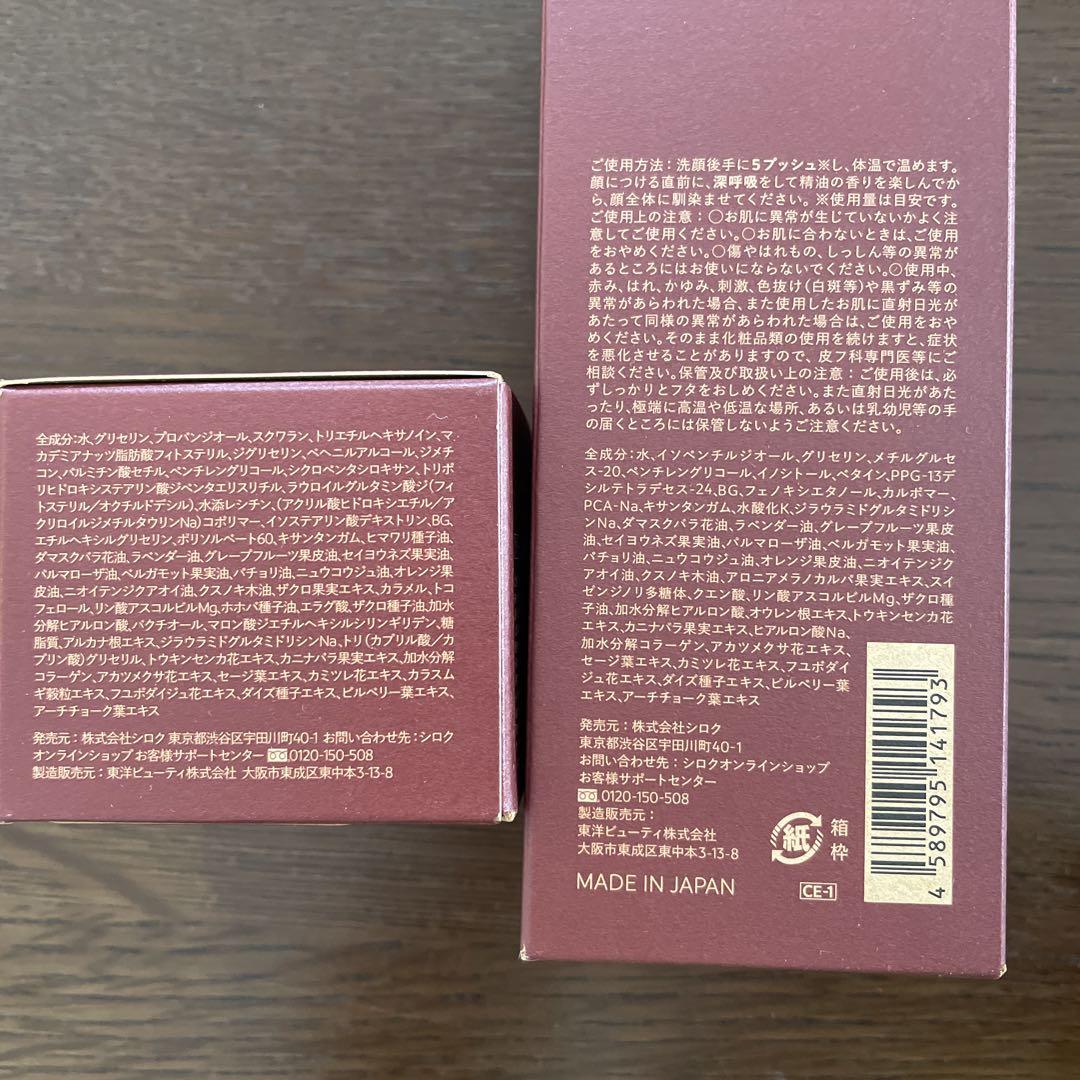 全成分：水、グリセリン、プロパンジオール、スクワラン、トリエチルヘキサノイン、マ
カデミアナッツ脂肪酸フィトステリル、ジグリセリン、ベヘニルアルコール、ジメチ
コン、パルミチン酸セチル、ペンチレングリコール、シクロペンタシロキサン、トリポ
リヒドロキシステアリン酸ジペンタエリスリチル、ラウロイルグルタミン酸ジ(フィ
トステリル/オクチルドデシル)、水添レシチン、(アクリル酸ヒドロキシエチル/ア
クリロイルジメチルタウリンNa)コポリマー、イソステアリン酸デキストリン、BG、
エチルヘキシルグリセリン、ポリソルベート60、キサンタンガム、ヒマワリ種子油、
ダマスクバラ花油、ラベンダー油、グレープフルーツ果皮油、セイヨウネズ果実油、
パルマローザ油、ベルガモット果実油、パチョリ油、ニュウコウジュ油、オレンジ果
皮油、ニオイテンジクアオイ油、クスノキ木油、ザクロ果実エキス、カラメル、トコ
フェロール、リン酸アスコルビルMg、ホホバ種子油、エラグ酸、ザクロ種子油、加水
分解ヒアルロン酸、バクチオール、マロン酸ジエチルヘキシルシリンギリデン、糖
脂質、アルカナ根エキス、ジラウラミドグルタミドリシンNa、トリ(カプリル酸/カ
プリン酸)グリセリル、トウキンセンカ花エキス、カニナバラ果実エキス、加水分解
コラーゲン、アカツメクサ花エキス、セージ葉エキス、カミツレ花エキス、カラスム
ギ穀粒エキス、フユボダイジュ花エキス、ダイズ種子エキス、ビルベリー葉エキス、
アーチチョーク葉エキス
発売元：株式会社シロク 東京都渋谷区宇田川町40-1 お問い合わせ先：シロク
オンラインショップ お客様サポートセンター 0120-150-508
製造販売元：東洋ビューティ株式会社 大阪市東成区東中本3-13-8
ご使用方法：洗顔後手に5プッシュ※し、体温で温めます。
顔につける直前に、深呼吸をして精油の香りを楽しんでか
ら、顔全体に馴染ませてください。 ※使用量は目安です。
ご使用上の注意：○お肌に異常が生じていないかよく注
意してご使用ください。○お肌に合わないときは、ご使用
をおやめください。○傷やはれもの、しっしん等の異常が
あるところにはお使いにならないでください。○使用中、
赤み、はれ、かゆみ、刺激、色抜け(白斑等)や黒ずみ等の
異常があらわれた場合、また使用したお肌に直射日光が
あたって同様の異常があらわれた場合は、ご使用をおや
めください。そのまま化粧品類の使用を続けますと、症状
を悪化させることがありますので、皮フ科専門医等にご
相談ください。保管及び取扱い上の注意：ご使用後は、必
ずしっかりとフタをおしめください。また直射日光があた
ったり、極端に高温や低温な場所、あるいは乳幼児等の手
の届くところには保管しないようご注意ください。
全成分：水、イソペンチルジオール、グリセリン、メチルグルセ
ス-20、ペンチレングリコール、イノシトール、ベタイン、PPG-13デ
シルテトラデセス-24、BG、フェノキシエタノール、カルボマー、
PCA-Na、キサンタンガム、水酸化K、ジラウラミドグルタミドリシ
ンNa、ダマスクバラ花油、ラベンダー油、グレープフルーツ果皮
油、セイヨウネズ果実油、パルマローザ油、ベルガモット果実油、
パチョリ油、ニュウコウジュ油、オレンジ果皮油、ニオイテンジク
アオイ油、クスノキ木油、アロニアメラノカルパ果実エキス、スイ
ゼンジノリ多糖体、クエン酸、リン酸アスコルビルMg、ザクロ種子
油、加水分解ヒアルロン酸、オウレン根エキス、トウキンセンカ花
エキス、カニナバラ果実エキス、ヒアルロン酸Na、
加水分解コラーゲン、アカツメクサ花エキス、
セージ葉エキス、カミツレ花エキス、フユボダ
イジュ花エキス、ダイズ種子エキス、ビルベリー葉
エキス、アーチチョーク葉エキス
発売元：株式会社シロク
東京都渋谷区宇田川町40-1
お問い合わせ先：シロクオンラインショップ
お客様サポートセンター
0120-150-508
製造販売元：
東洋ビューティ株式会社
大阪市東成区東中本3-13-8
MADE IN JAPAN
紙
箱
枠
CE-1
4 589795 141793